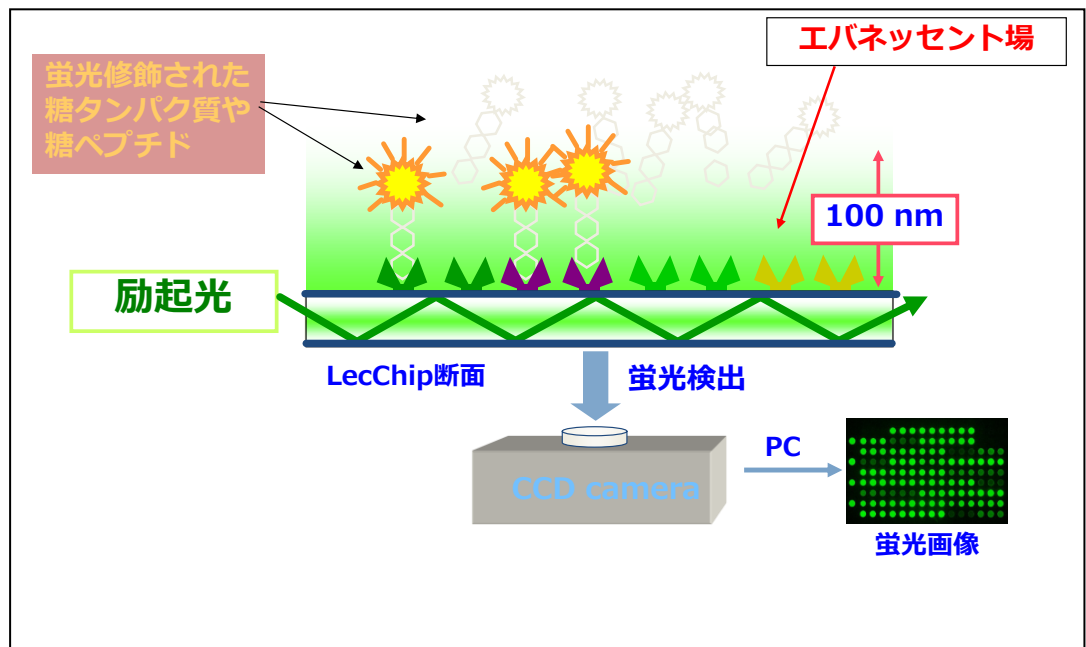 エバネッセント場
蛍光修飾された
糖タンパク質や
糖ペプチド
100 nm
励起光
LecChip断面
蛍光検出
PC
CCD camera
蛍光画像